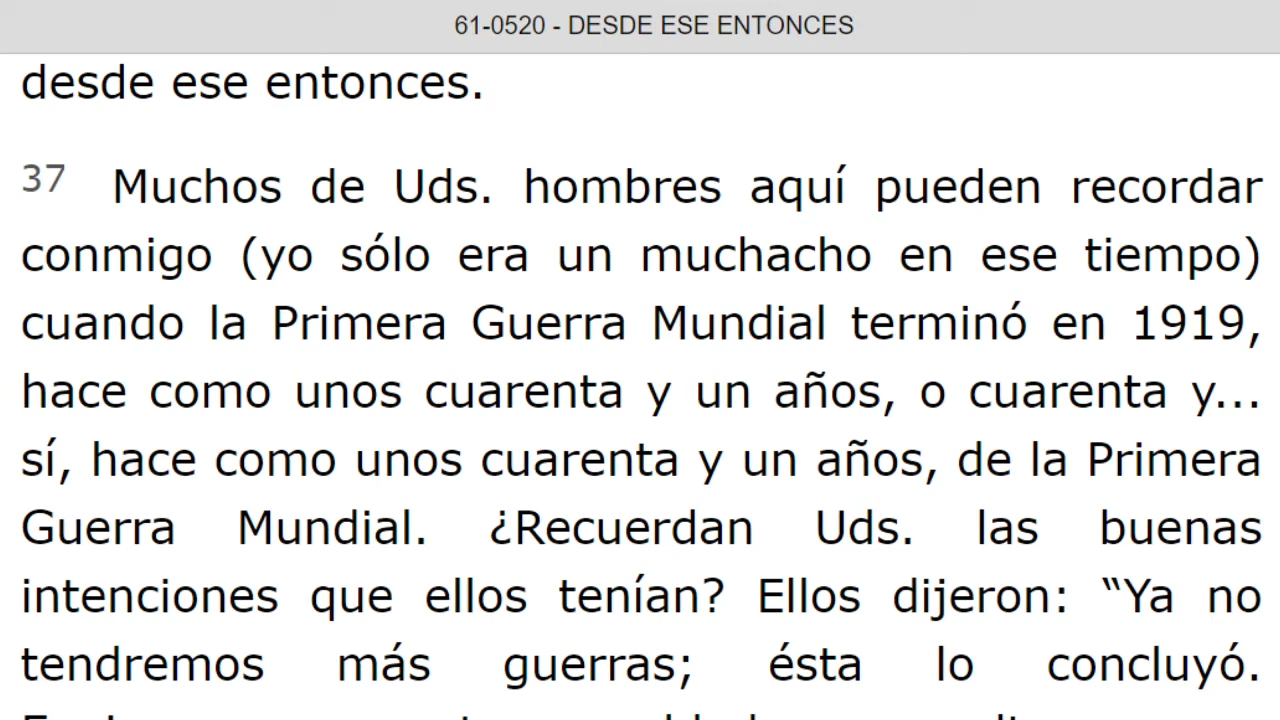 61-0520 - DESDE ESE ENTONCES
desde ese entonces.
37 Muchos de Uds. hombres aquí pueden recordar
conmigo (yo sólo era un muchacho en ese tiempo)
cuando la Primera Guerra Mundial terminó en 1919,
hace como unos cuarenta y un años, o cuarenta y...
sí, hace como unos cuarenta y un años, de la Primera
Guerra Mundial. ¿Recuerdan Uds. las buenas
intenciones que ellos tenían? Ellos dijeron: “Ya no
tendremos más guerras; ésta lo concluyó.